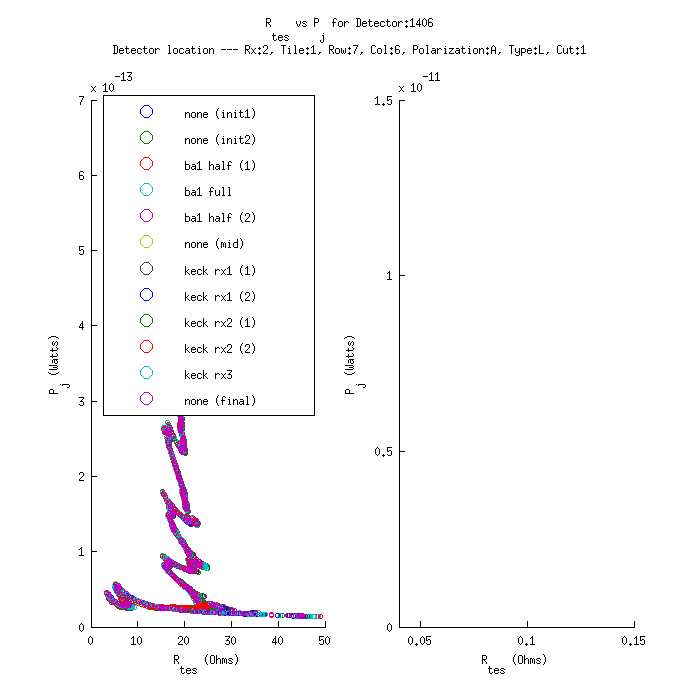 R tes vs P j for Detector:1406
Detector location --- Rx:2, Tile:1, Row:7, Col:6, Polarization:A, Type:L, Cut:1
x 10 -13
x 10 -11
7
6
5
4
3
2
1
0
P j (Watts)
none (init1)
none (init2)
ba1 half (1)
ba1 full
ba1 half (2)
none (mid)
keck rx1 (1)
keck rx1 (2)
keck rx2 (1)
keck rx2 (2)
keck rx3
none (final)
0 10 20 30 40 50
R tes (Ohms)
1.5
1
0.5
0
P j (Watts)
0.05 0.1 0.15
R tes (Ohms)